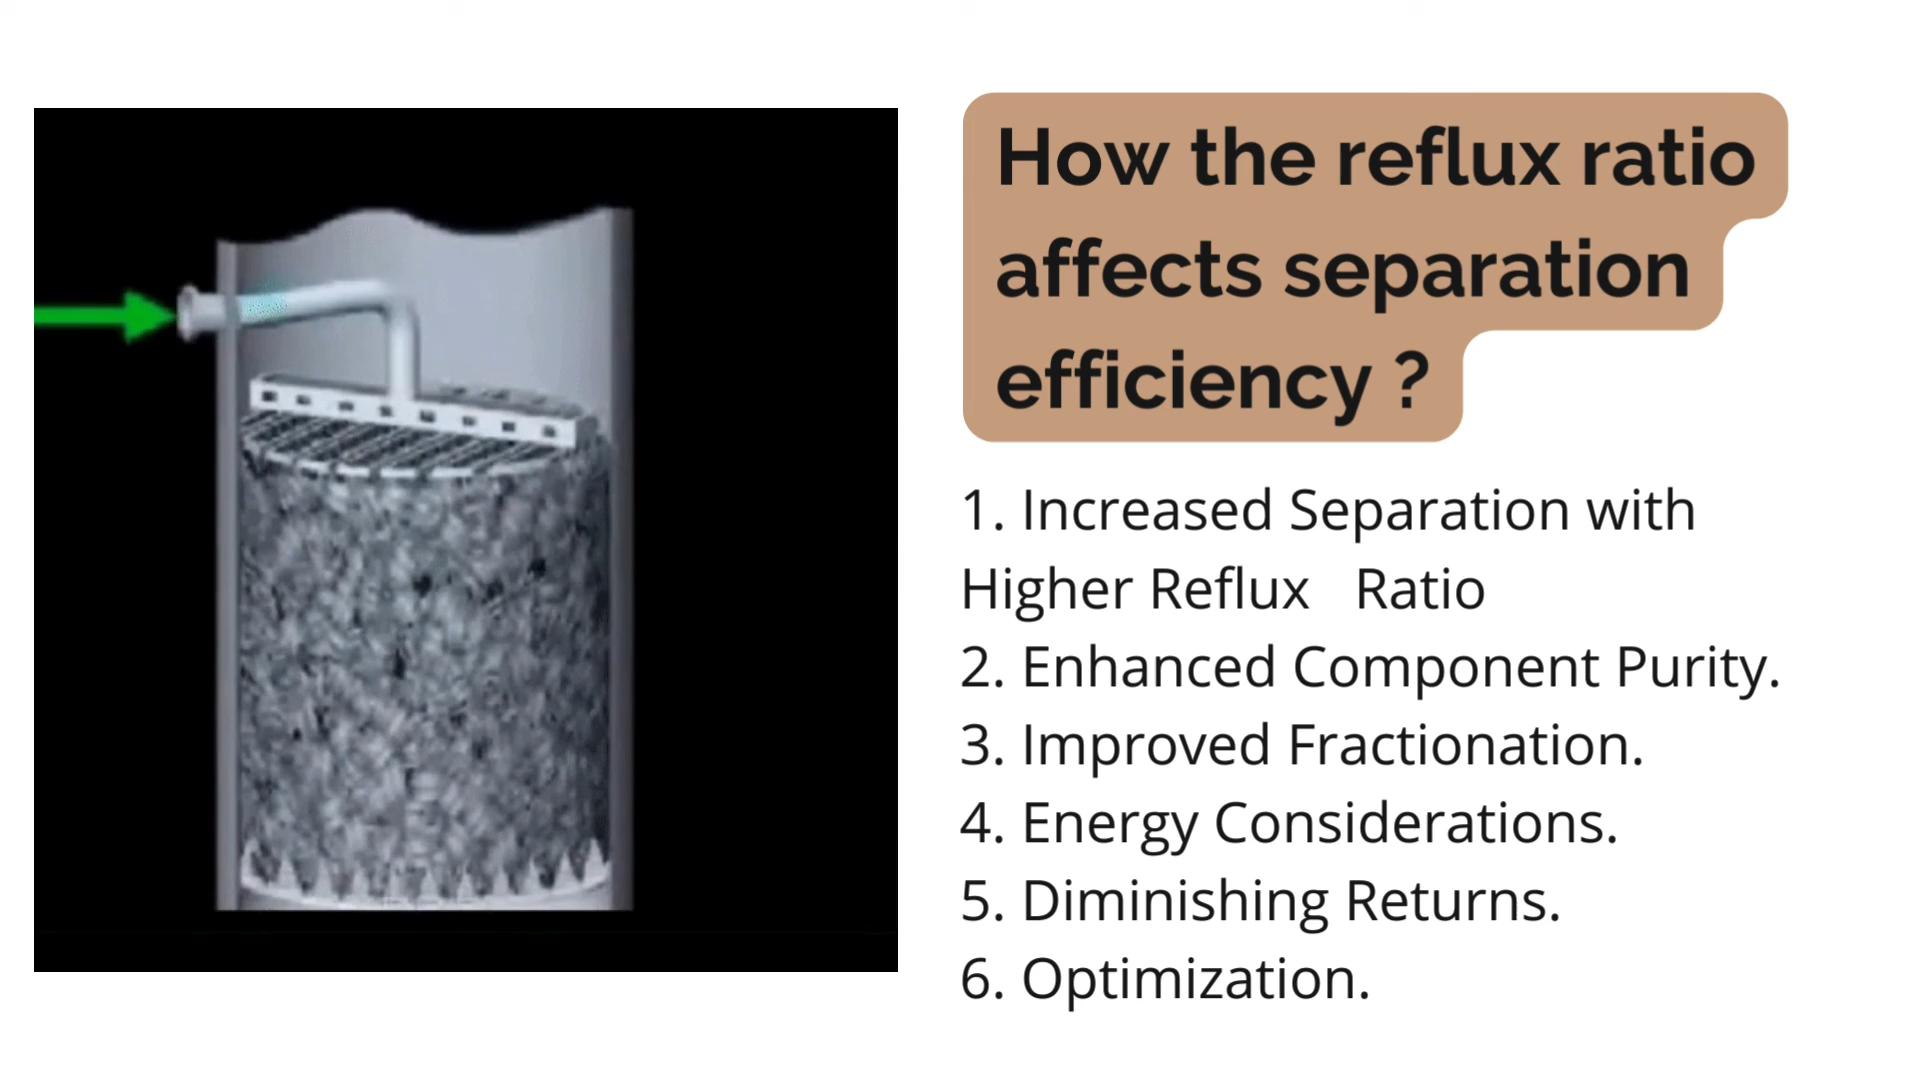 How the reflux ratio
affects separation
efficiency ?
1. Increased Separation with
Higher Reflux   Ratio
2. Enhanced Component Purity.
3. Improved Fractionation.
4. Energy Considerations.
5. Diminishing Returns.
6. Optimization.